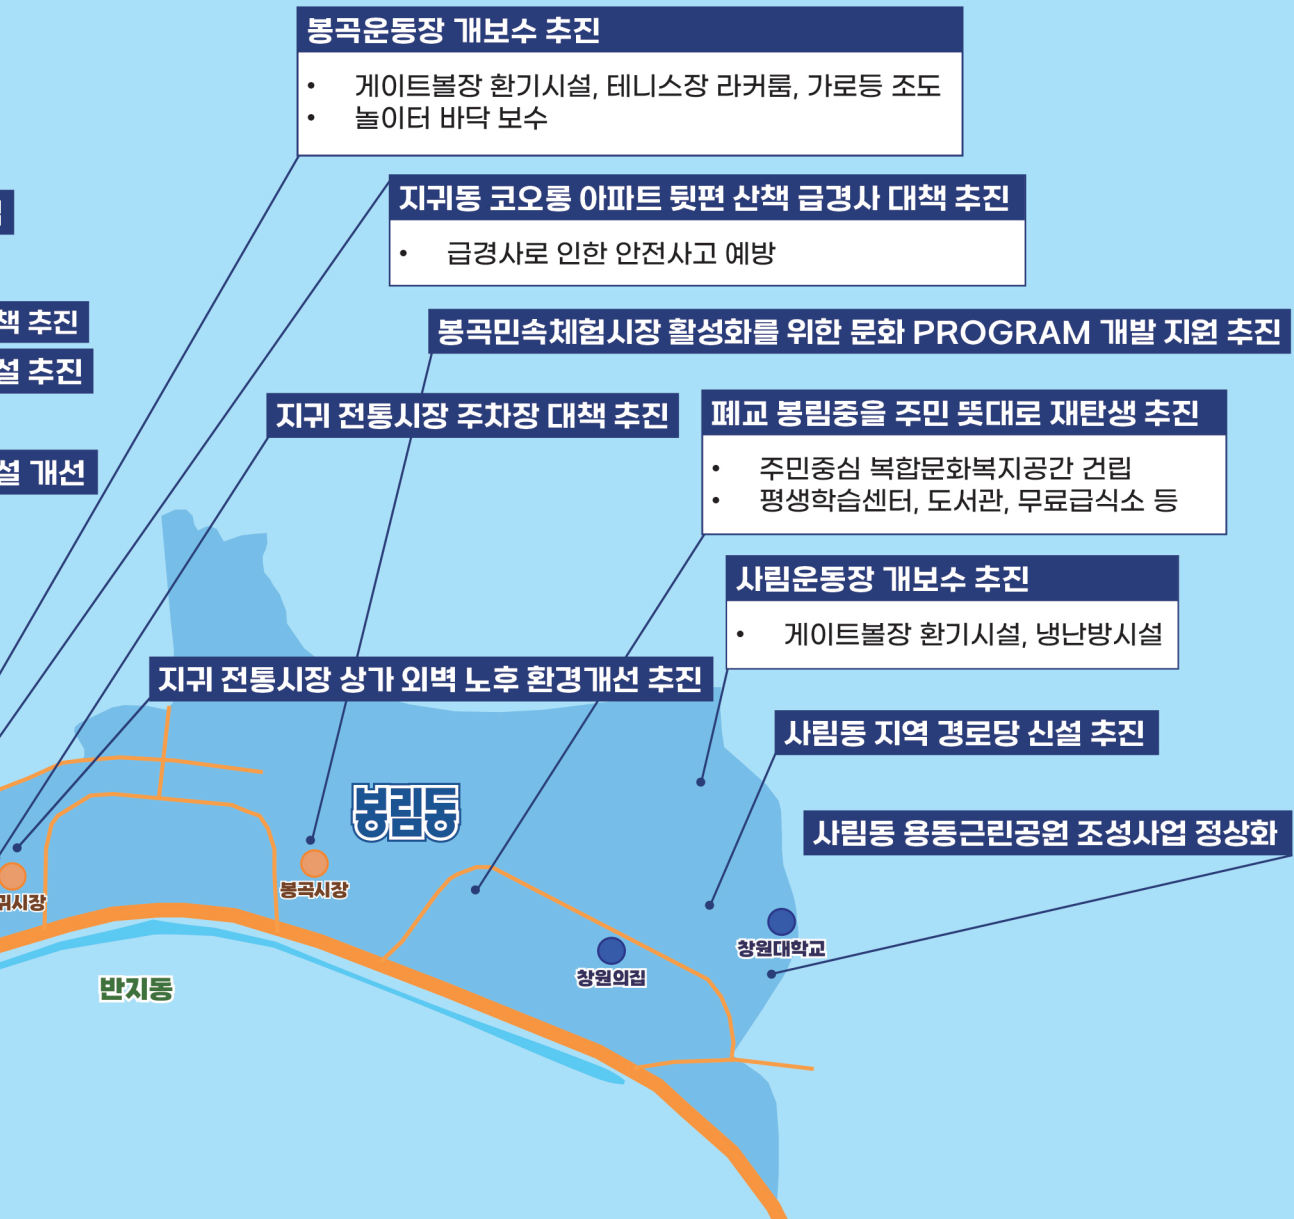 봉곡운동장 개보수 추진
• 게이트볼장 환기시설, 테니스장 라커룸, 가로등 조도
• 놀이터 바닥 보수
지귀동 코오롱 아파트 뒷편 산책 급경사 대책 추진
• 급경사로 인한 안전사고 예방
책 추진
설 추진
설 개선
봉곡민속체험시장 활성화를 위한 문화 PROGRAM 개발 지원 추진
지귀 전통시장 주차장 대책 추진
폐교 봉림중을 주민 뜻대로 재탄생 추진
• 주민중심 복합문화복지공간 건립
• 평생학습센터, 도서관, 무료급식소 등
사림운동장 개보수 추진
• 게이트볼장 환기시설, 냉난방시설
지귀 전통시장 상가 외벽 노후 환경개선 추진
사림동 지역 경로당 신설 추진
봉림동
사림동 용동근린공원 조성사업 정상화
봉곡시장
귀시장
창원대학교
창원의집
반지동